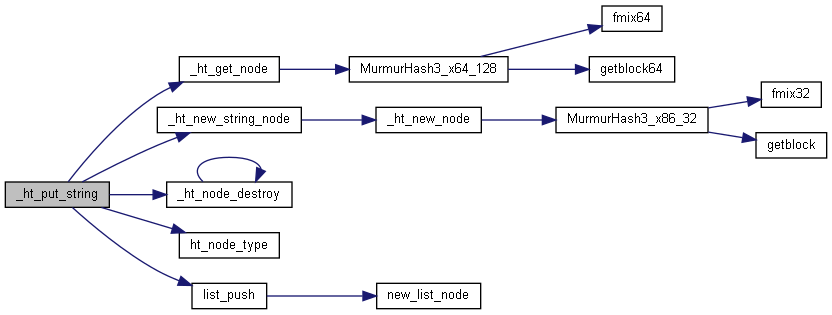 fmix64
_ht_get_node
MurmurHash3_x64_128
getblock64
fmix32
_ht_new_string_node
_ht_new_node
MurmurHash3_x86_32
getblock
_ht_put_string
_ht_node_destroy
ht_node_type
list_push
new_list_node